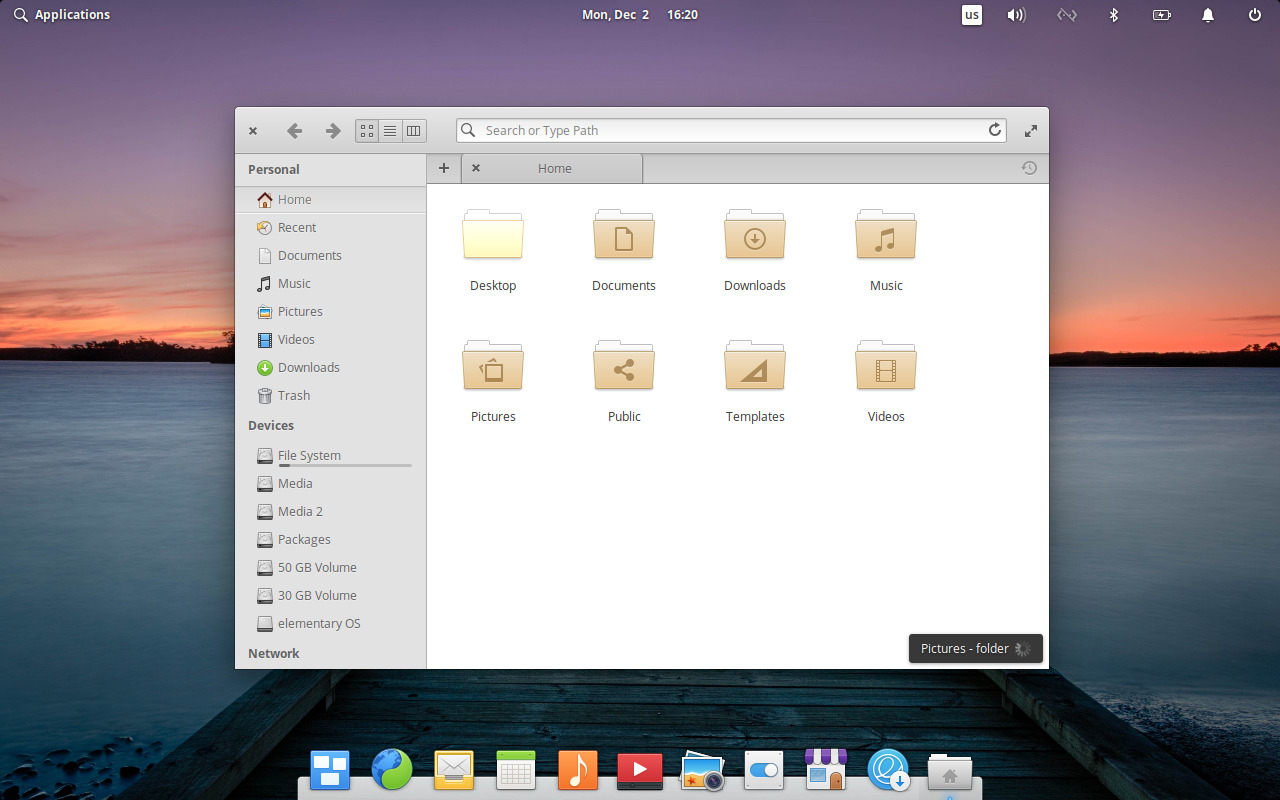 Applications
Mon, Dec 2 16:20
us
Search or Type Path
Personal
Home
Home
Recent
Documents
Music
Pictures
Videos
Downloads
Trash
Devices
File System
Media
Media 2
Packages
50 GB Volume
30 GB Volume
elementary OS
Network
Desktop
Documents
Downloads
Music
Pictures
Public
Templates
Videos
Pictures - folder